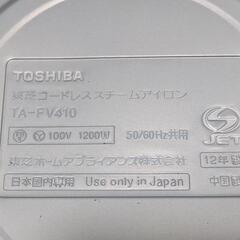 TOSHIBA
東芝コードレススチームアイロン
TA-FV410
100V 1200W 50/60Hz共用
JET
東芝ホームアプライアンス株式会社
12年製
日本国内専用 Use only in Japan
中国製